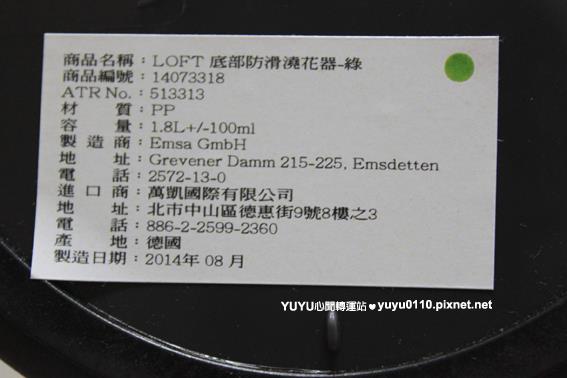 商品名稱：LOFT 底部防滑澆花器-綠
商品編號：14073318
ATR No.：513313
材質：PP
容量：1.8L+/-100ml
製造商：Emsa GmbH
地址：Grevener Damm 215-225, Emsdetten
電話：2572-13-0
進口商：萬凱國際有限公司
地址：北市中山區德惠街9號8樓之3
電話：886-2-2599-2360
產地：德國
製造日期：2014年08月
YUYU心聞轉運站♥yuyu0110.pixnet.net